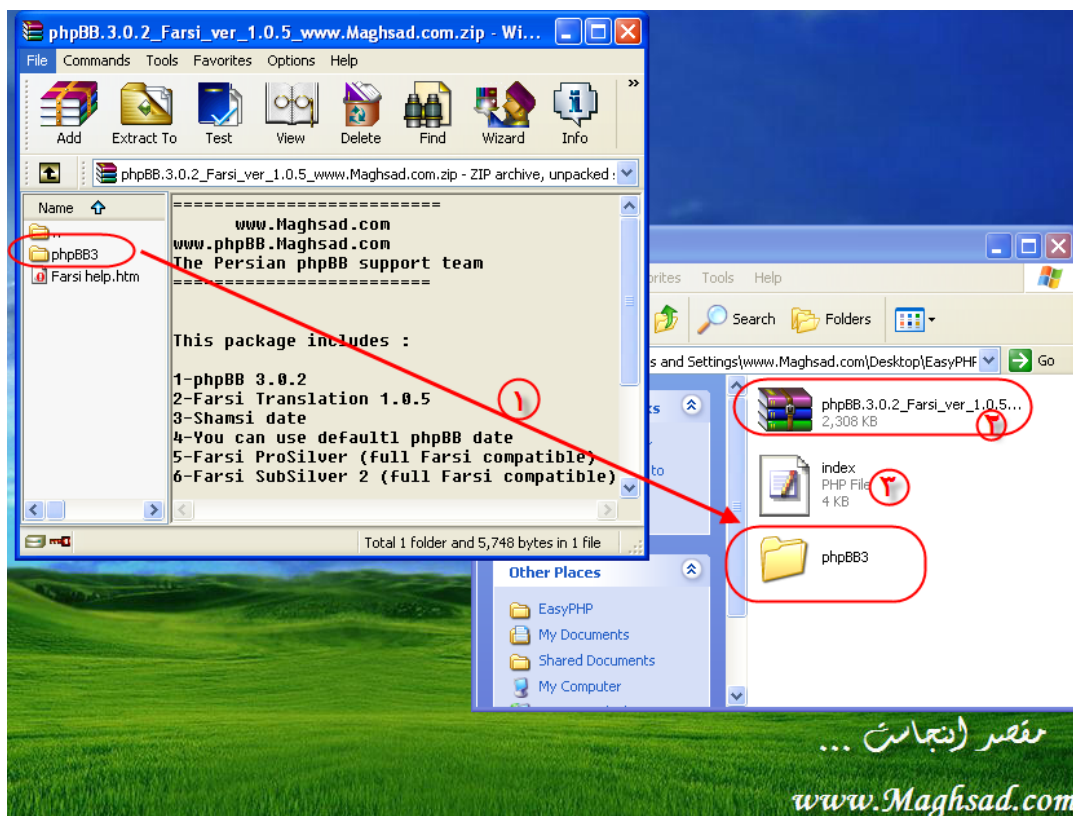 phpBB.3.0.2_Farsi_ver_1.0.5_www.Maghsad.com.zip - Wi...
File Commands Tools Favorites Options Help
Add Extract To Test View Delete Find Wizard Info
phpBB.3.0.2_Farsi_ver_1.0.5_www.Maghsad.com.zip - ZIP archive, unpacked
Name
..
phpBB3
Farsi help.htm
===========================
www.Maghsad.com
www.phpBB.Maghsad.com
The Persian phpBB support team
==========================
This package includes :
1-phpBB 3.0.2
2-Farsi Translation 1.0.5
3-Shamsi date
4-You can use defaultl phpBB date
5-Farsi ProSilver (full Farsi compatible)
6-Farsi SubSilver 2 (full Farsi compatible)
۱
Total 1 folder and 5,748 bytes in 1 file
Tools Help
Search Folders
s and Settings\www.Maghsad.com\Desktop\EasyPHP Go
phpBB.3.0.2_Farsi_ver_1.0.5...
2,308 KB
۲
index
PHP File
4 KB
۳
phpBB3
to
Other Places
EasyPHP
My Documents
Shared Documents
My Computer
مقصد اینجاست ...
www.Maghsad.com